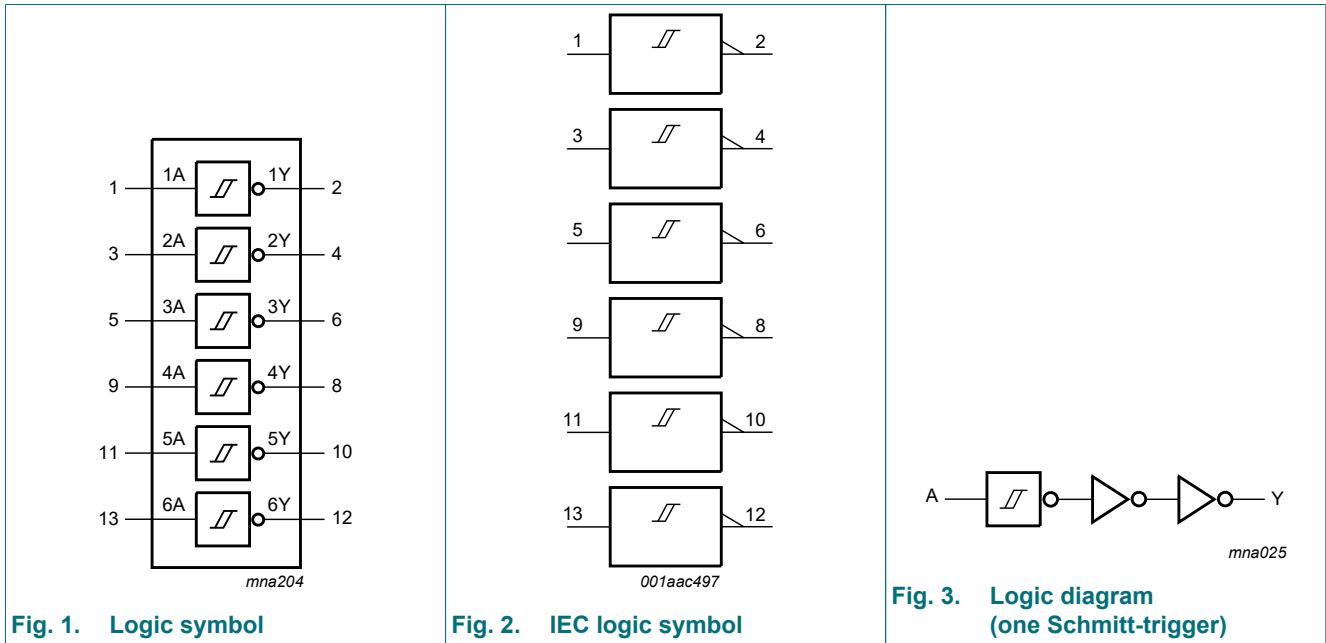 1 1A 1Y 2
3 2A 2Y 4
5 3A 3Y 6
9 4A 4Y 8
11 5A 5Y 10
13 6A 6Y 12
mna204
Fig. 1. Logic symbol
1 2
3 4
5 6
9 8
11 10
13 12
001aac497
Fig. 2. IEC logic symbol
A Y
mna025
Fig. 3. Logic diagram
(one Schmitt-trigger)